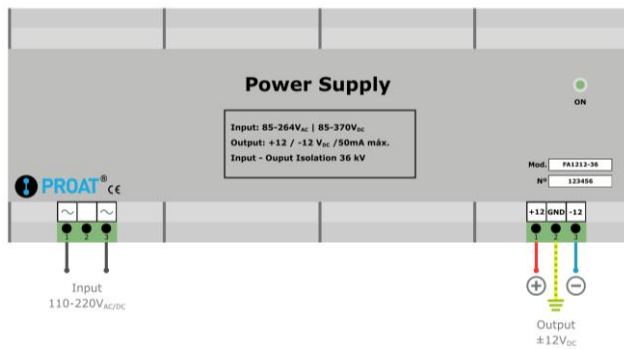 Power Supply
ON
Input: 85-264VAC | 85-370VDC
Output: +12 / -12 VDC /50mA máx.
Input - Ouput Isolation 36 kV
Mod. FA1212-36
Nº 123456
PROAT® CE
+12 GND -12
1 2 3
1 2 3
Input
110-220VAC/DC
Output
±12VDC